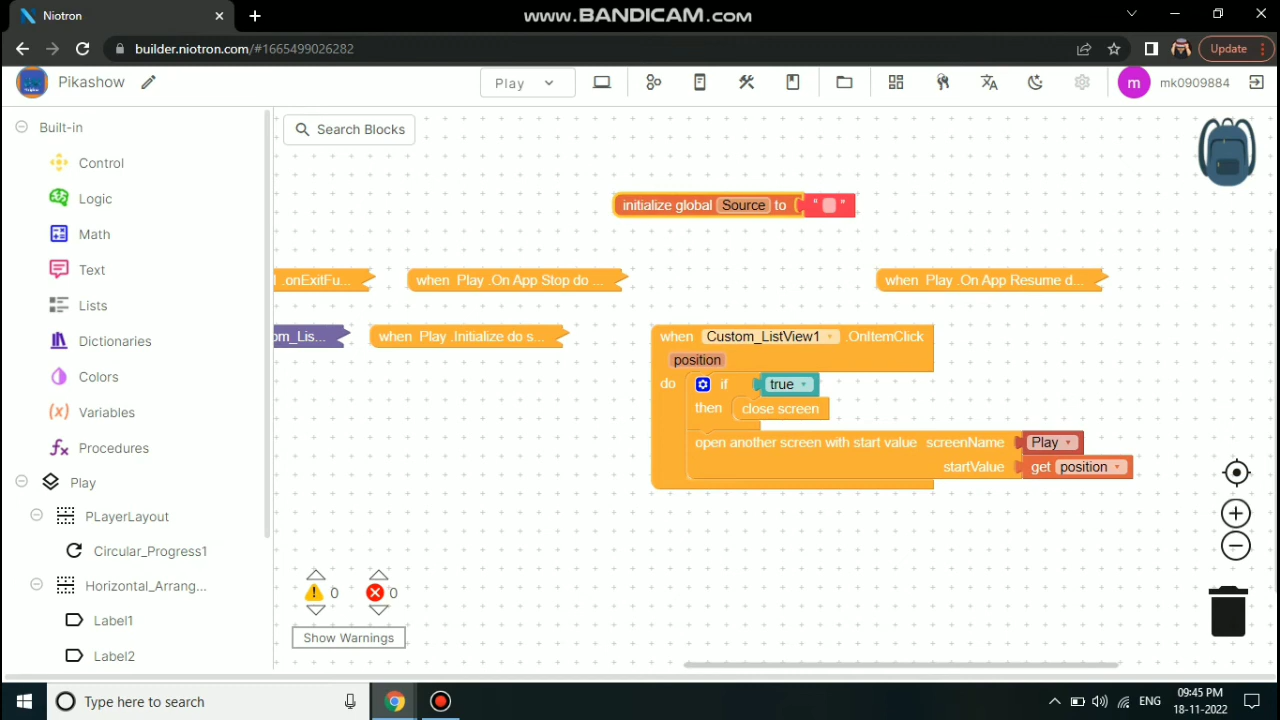 www.BANDICAM.com
Niotron
builder.niotron.com/#1665499026282
Update
Pikashow
Play
m
mk0909884
Built-in
Search Blocks
Control
Logic
Math
Text
Lists
Dictionaries
Colors
Variables
Procedures
Play
PLayerLayout
Circular_Progress1
Horizontal_Arrang...
Label1
Label2
initialize global Source to " "
.onExitFu...
when Play .On App Stop do ...
when Play .On App Resume d...
om_Lis...
when Play .Initialize do s...
when Custom_ListView1 .OnItemClick
position
do if true
then close screen
open another screen with start value screenName Play
startValue get position
0
0
Show Warnings
Type here to search
ENG
09:45 PM
18-11-2022